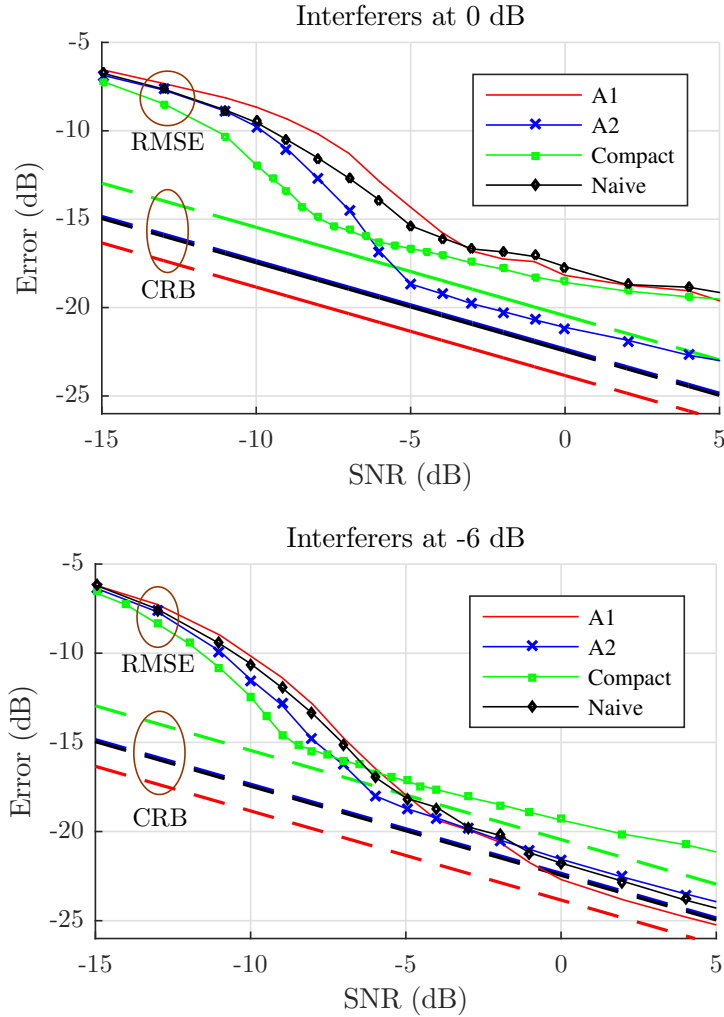 Interferers at 0 dB
-5
-10
-15
-20
-25
Error (dB)
RMSE
CRB
A1
A2
Compact
Naive
-15 -10 -5 0 5
SNR (dB)
Interferers at -6 dB
-5
-10
-15
-20
-25
Error (dB)
RMSE
CRB
A1
A2
Compact
Naive
-15 -10 -5 0 5
SNR (dB)